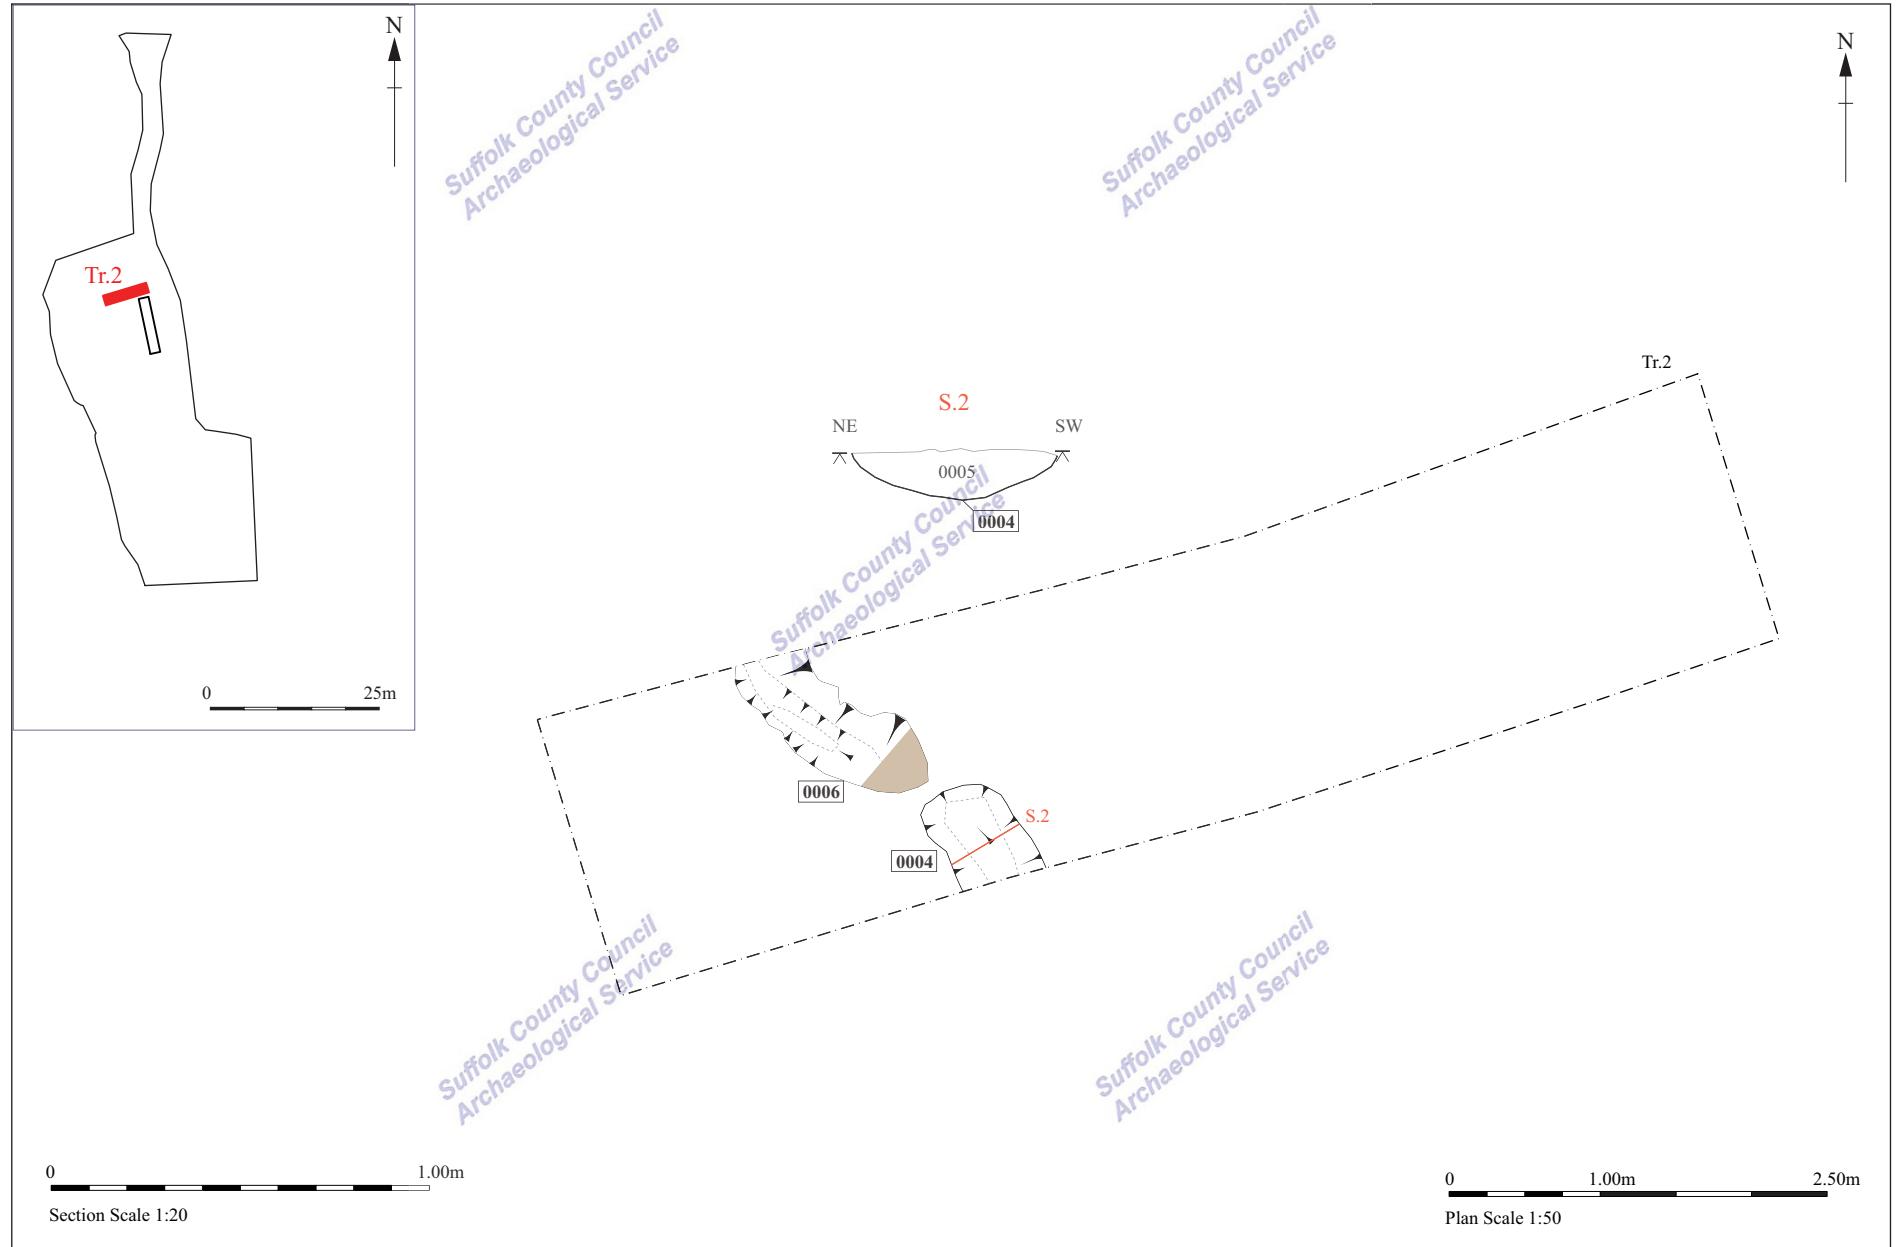 N
Tr.2
0 25m
Suffolk County Council
Archaeological Service
Suffolk County Council
Archaeological Service
N
Tr.2
S.2
NE SW
0005
0004
Suffolk County Council
Archaeological Service
0006
S.2
0004
Suffolk County Council
Archaeological Service
Suffolk County Council
Archaeological Service
0 1.00m
Section Scale 1:20
0 1.00m 2.50m
Plan Scale 1:50